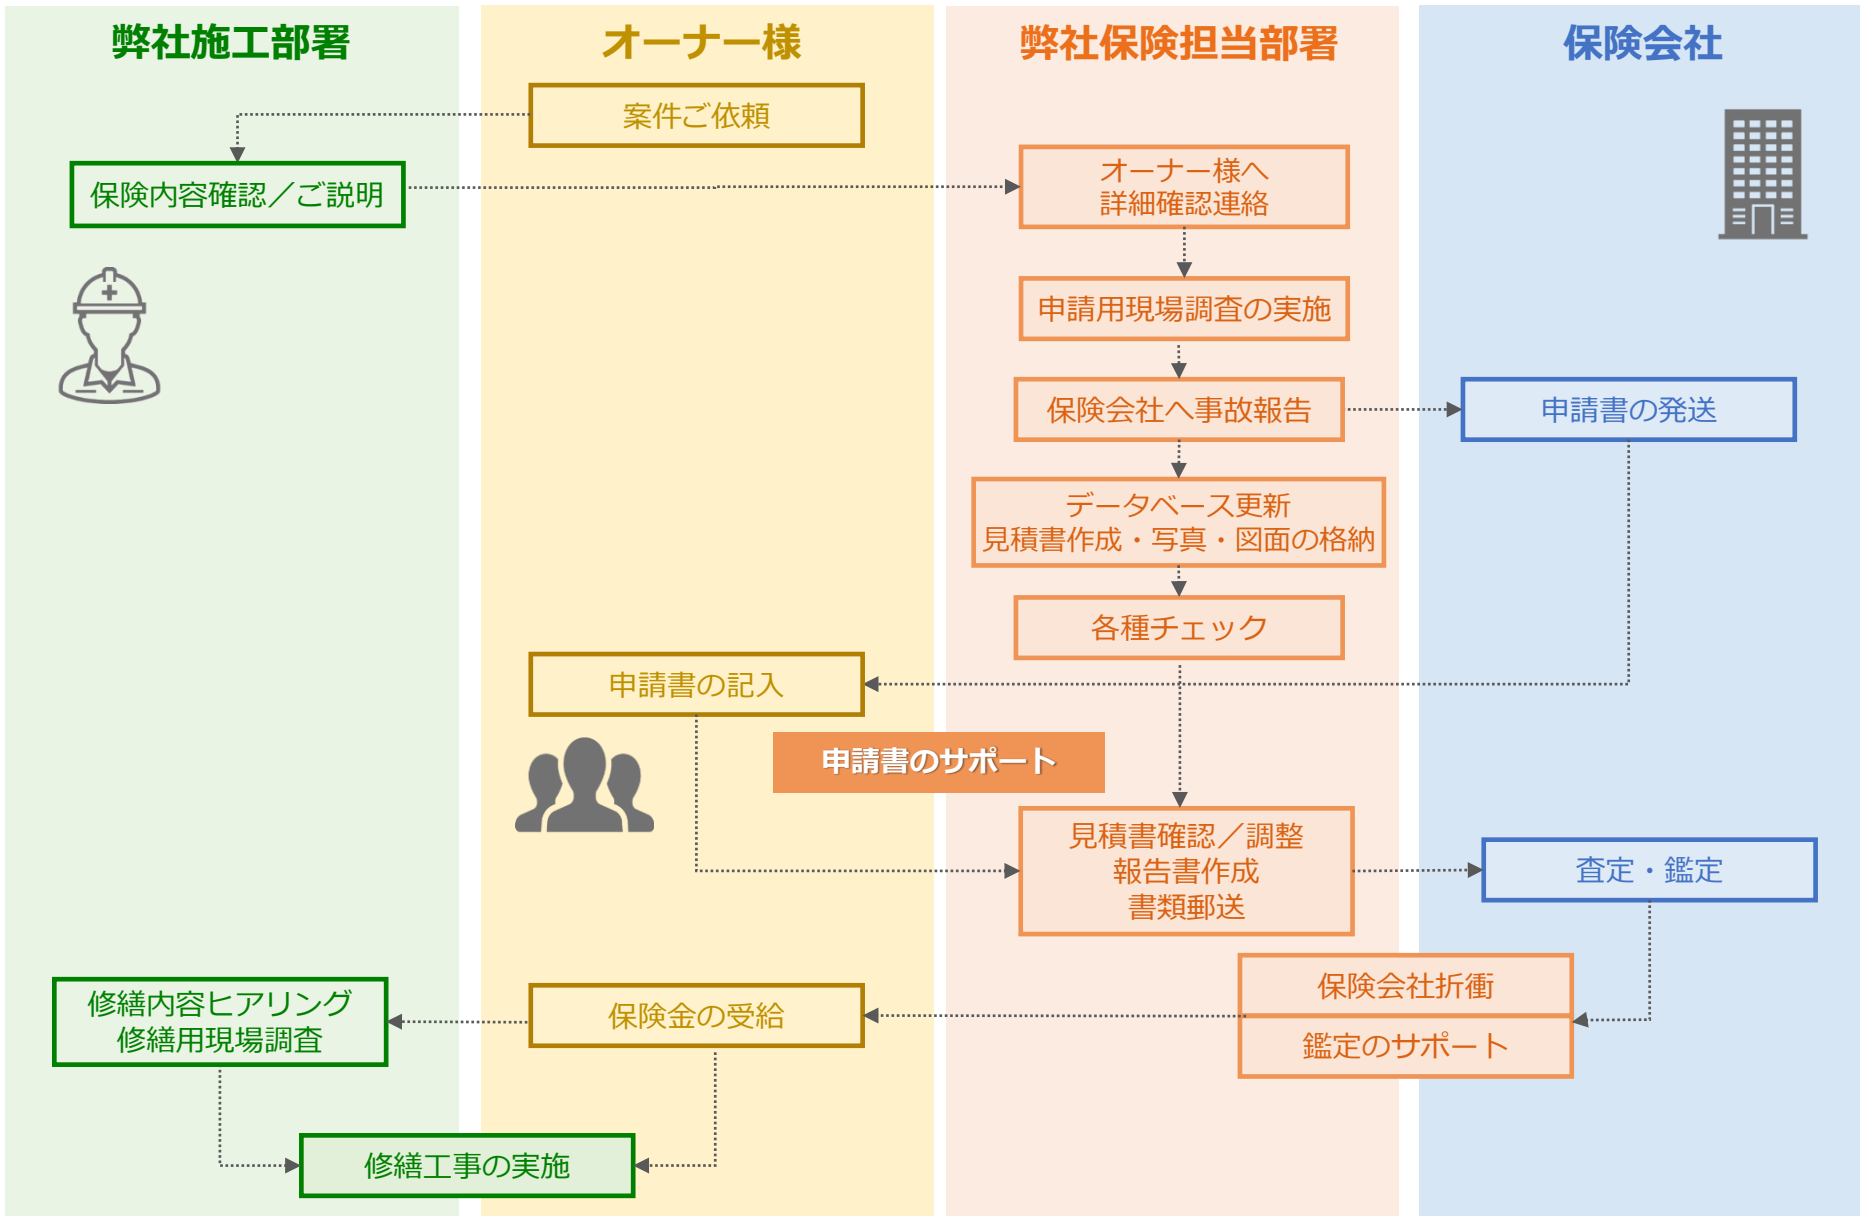 弊社施工部署
オーナー様
弊社保険担当部署
保険会社
案件ご依頼
保険内容確認／ご説明
オーナー様へ
詳細確認連絡
申請用現場調査の実施
保険会社へ事故報告
申請書の発送
データベース更新
見積書作成・写真・図面の格納
各種チェック
申請書の記入
申請書のサポート
見積書確認／調整
報告書作成
書類郵送
査定・鑑定
保険会社折衝
鑑定のサポート
保険金の受給
修繕内容ヒアリング
修繕用現場調査
修繕工事の実施